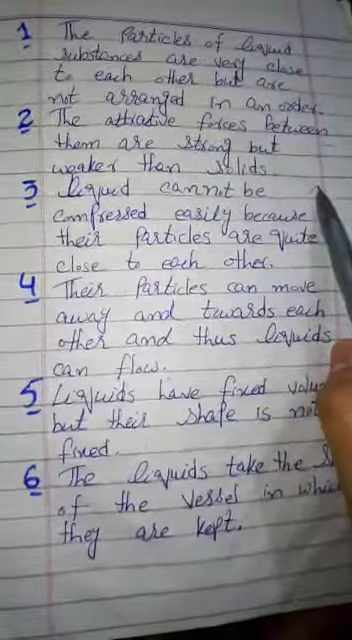 1 The Particles of liquid
substances are very close
to each other but are
not arranged in an order.
2 The attrative forces between
them are strong but
weaker than solids.
3 liquid cannot be
compressed easily because
their Particles are quite
close to each other.
4 Their Particles can move
away and towards each
other and thus liquids
can flow.
5 Liquids have fixed
but their shape is not
fixed.
6 The liquids take the
of the vessel in which
they are kept.